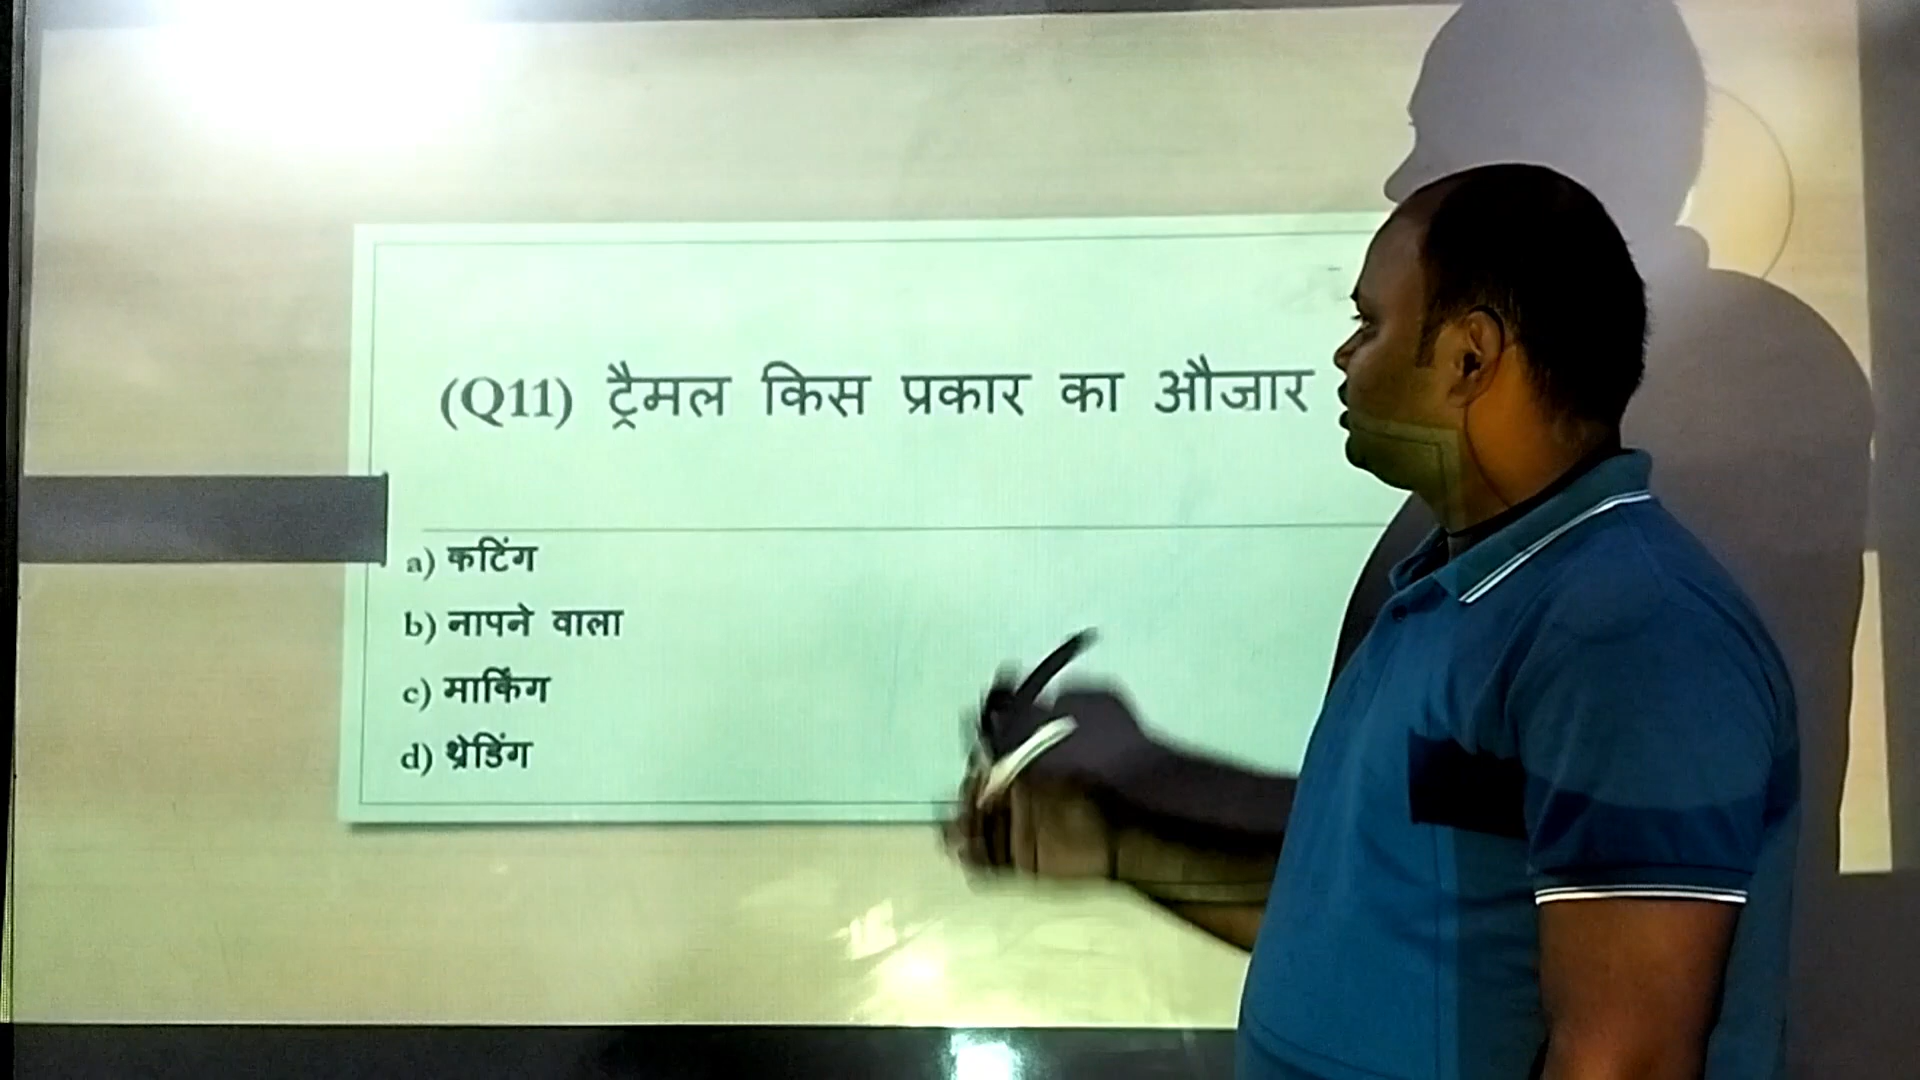 (Q11) ट्रैमल किस प्रकार का औजार
a) कटिंग
b) नापने वाला
c) मार्किंग
d) थ्रेडिंग